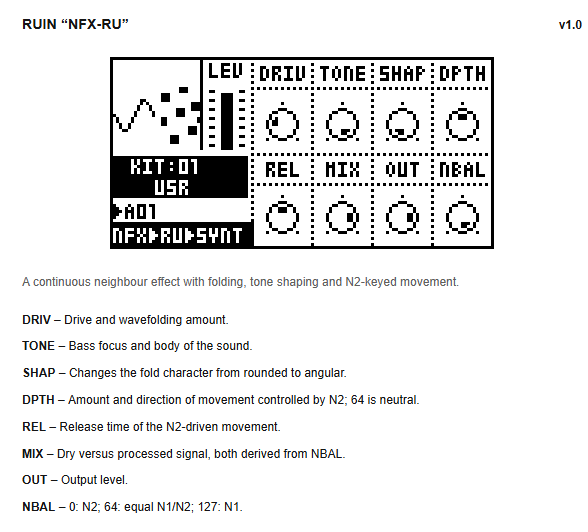 RUIN “NFX-RU”
v1.0
LEV DRIV TONE SHAP DPTH
KIT:01
USR
A01
NFX▸RU▸SYNT
REL MIX OUT NBAL
A continuous neighbour effect with folding, tone shaping and N2-keyed movement.
DRIV – Drive and wavefolding amount.
TONE – Bass focus and body of the sound.
SHAP – Changes the fold character from rounded to angular.
DPTH – Amount and direction of movement controlled by N2; 64 is neutral.
REL – Release time of the N2-driven movement.
MIX – Dry versus processed signal, both derived from NBAL.
OUT – Output level.
NBAL – 0: N2; 64: equal N1/N2; 127: N1.